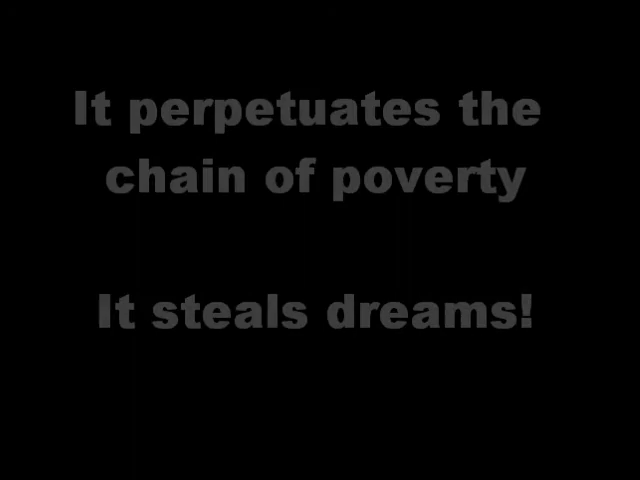 It perpetuates the
chain of poverty
It steals dreams!